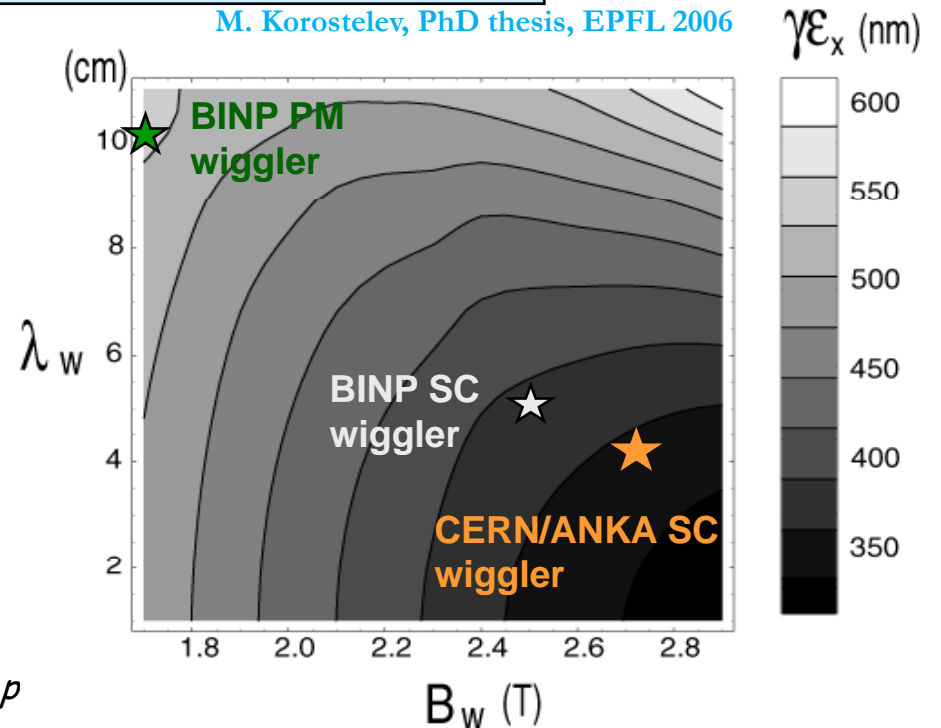 M. Korostelev, PhD thesis, EPFL 2006
γεx (nm)
(cm)
BINP PM
wiggler
10
8
λw
6
BINP SC
wiggler
4
CERN/ANKA SC
wiggler
2
1.8 2.0 2.2 2.4 2.6 2.8
Bw (T)
600
550
500
450
400
350
p